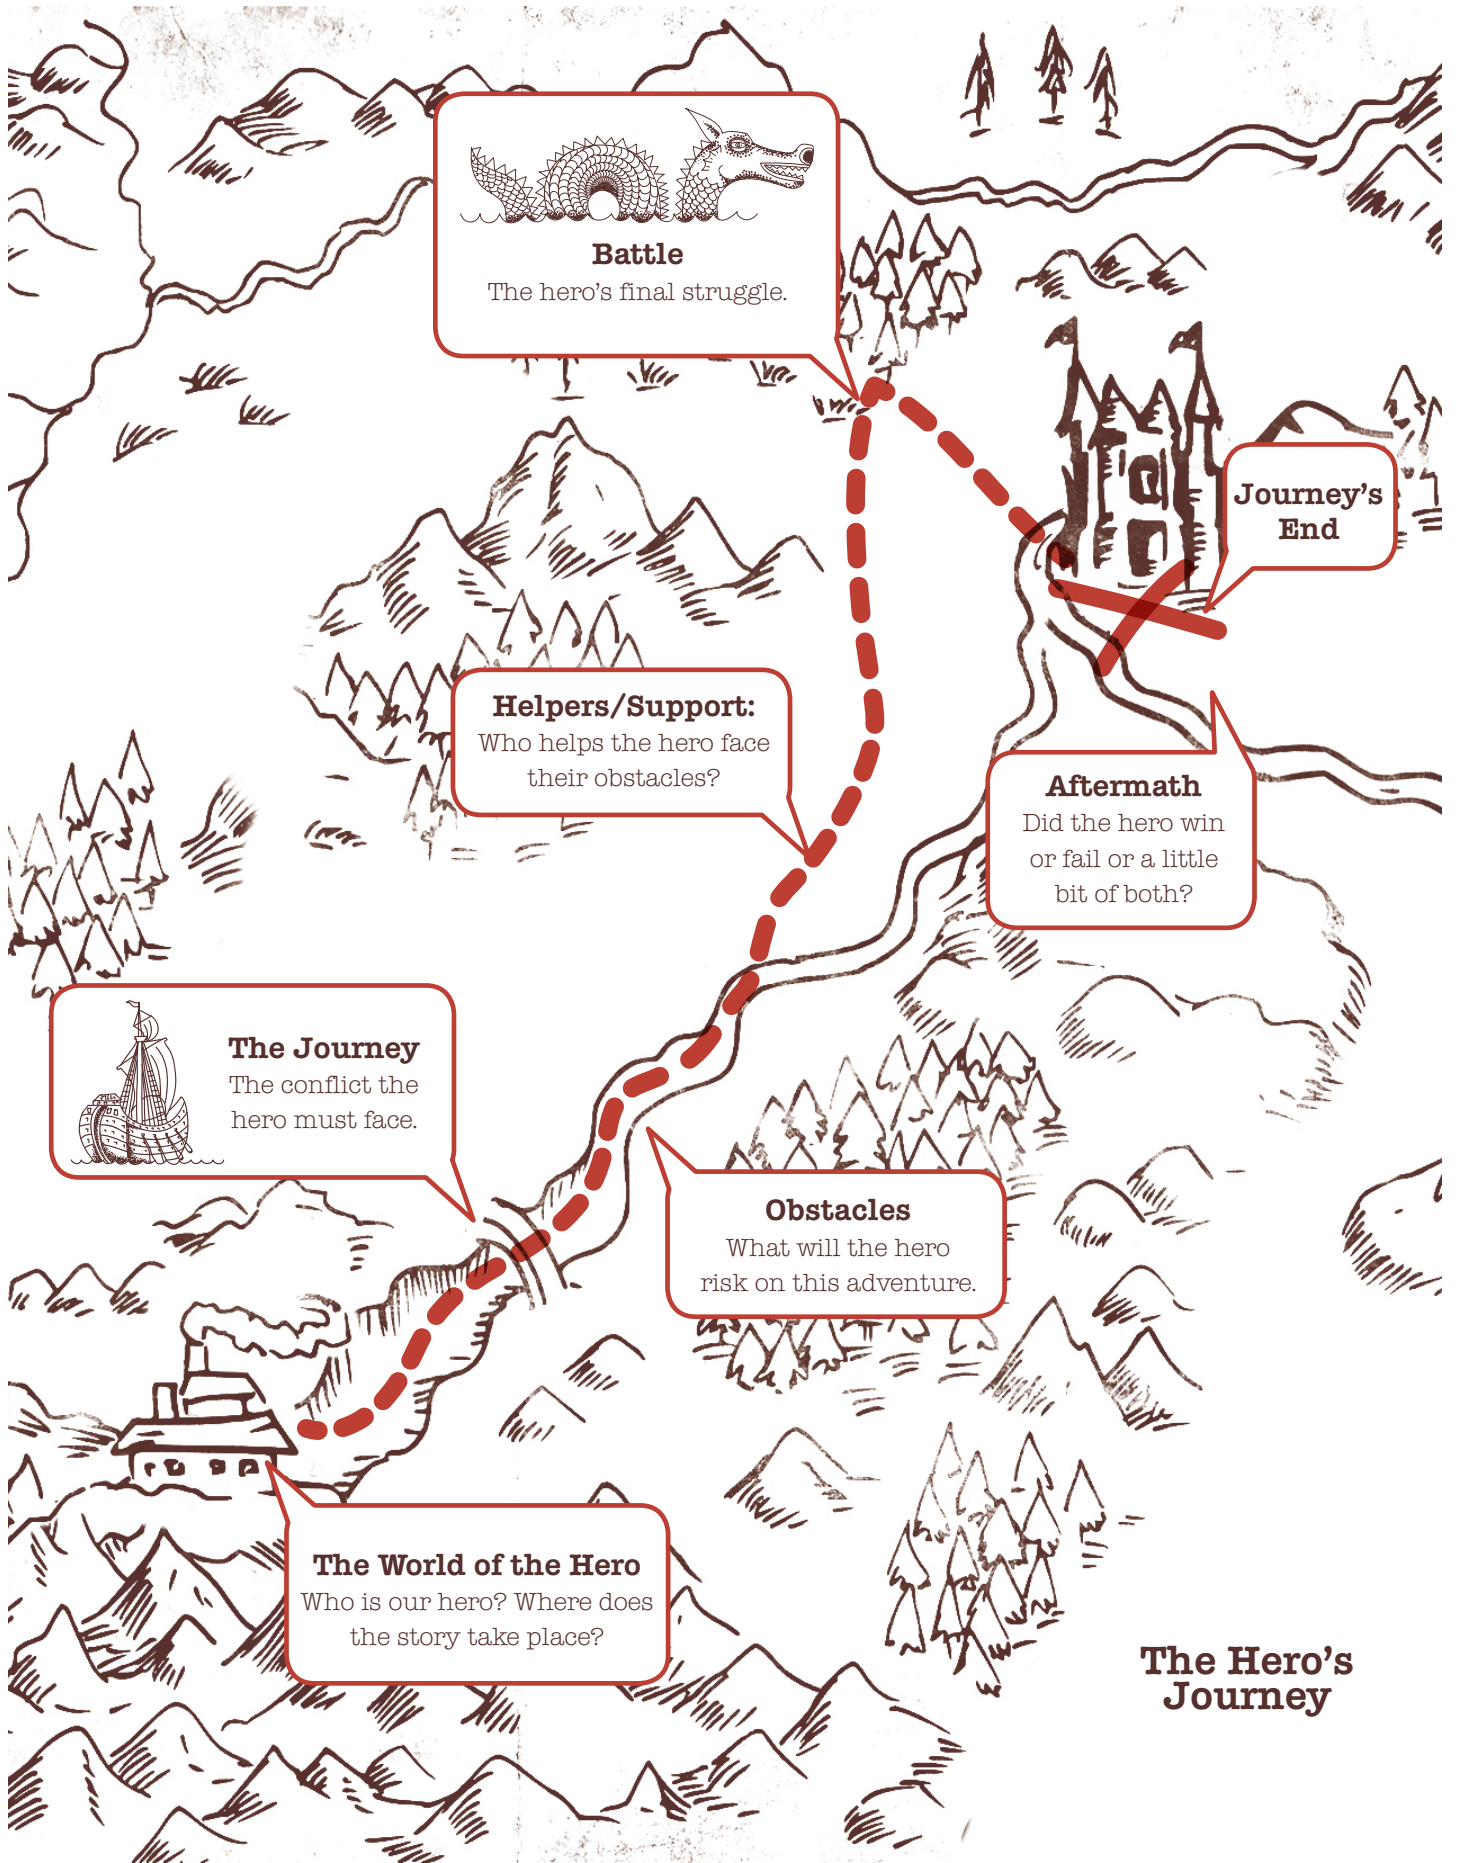 Battle
The hero’s final struggle.
Journey’s
End
Helpers/Support:
Who helps the hero face
their obstacles?
Aftermath
Did the hero win
or fail or a little
bit of both?
The Journey
The conflict the
hero must face.
Obstacles
What will the hero
risk on this adventure.
The World of the Hero
Who is our hero? Where does
the story take place?
The Hero’s
Journey